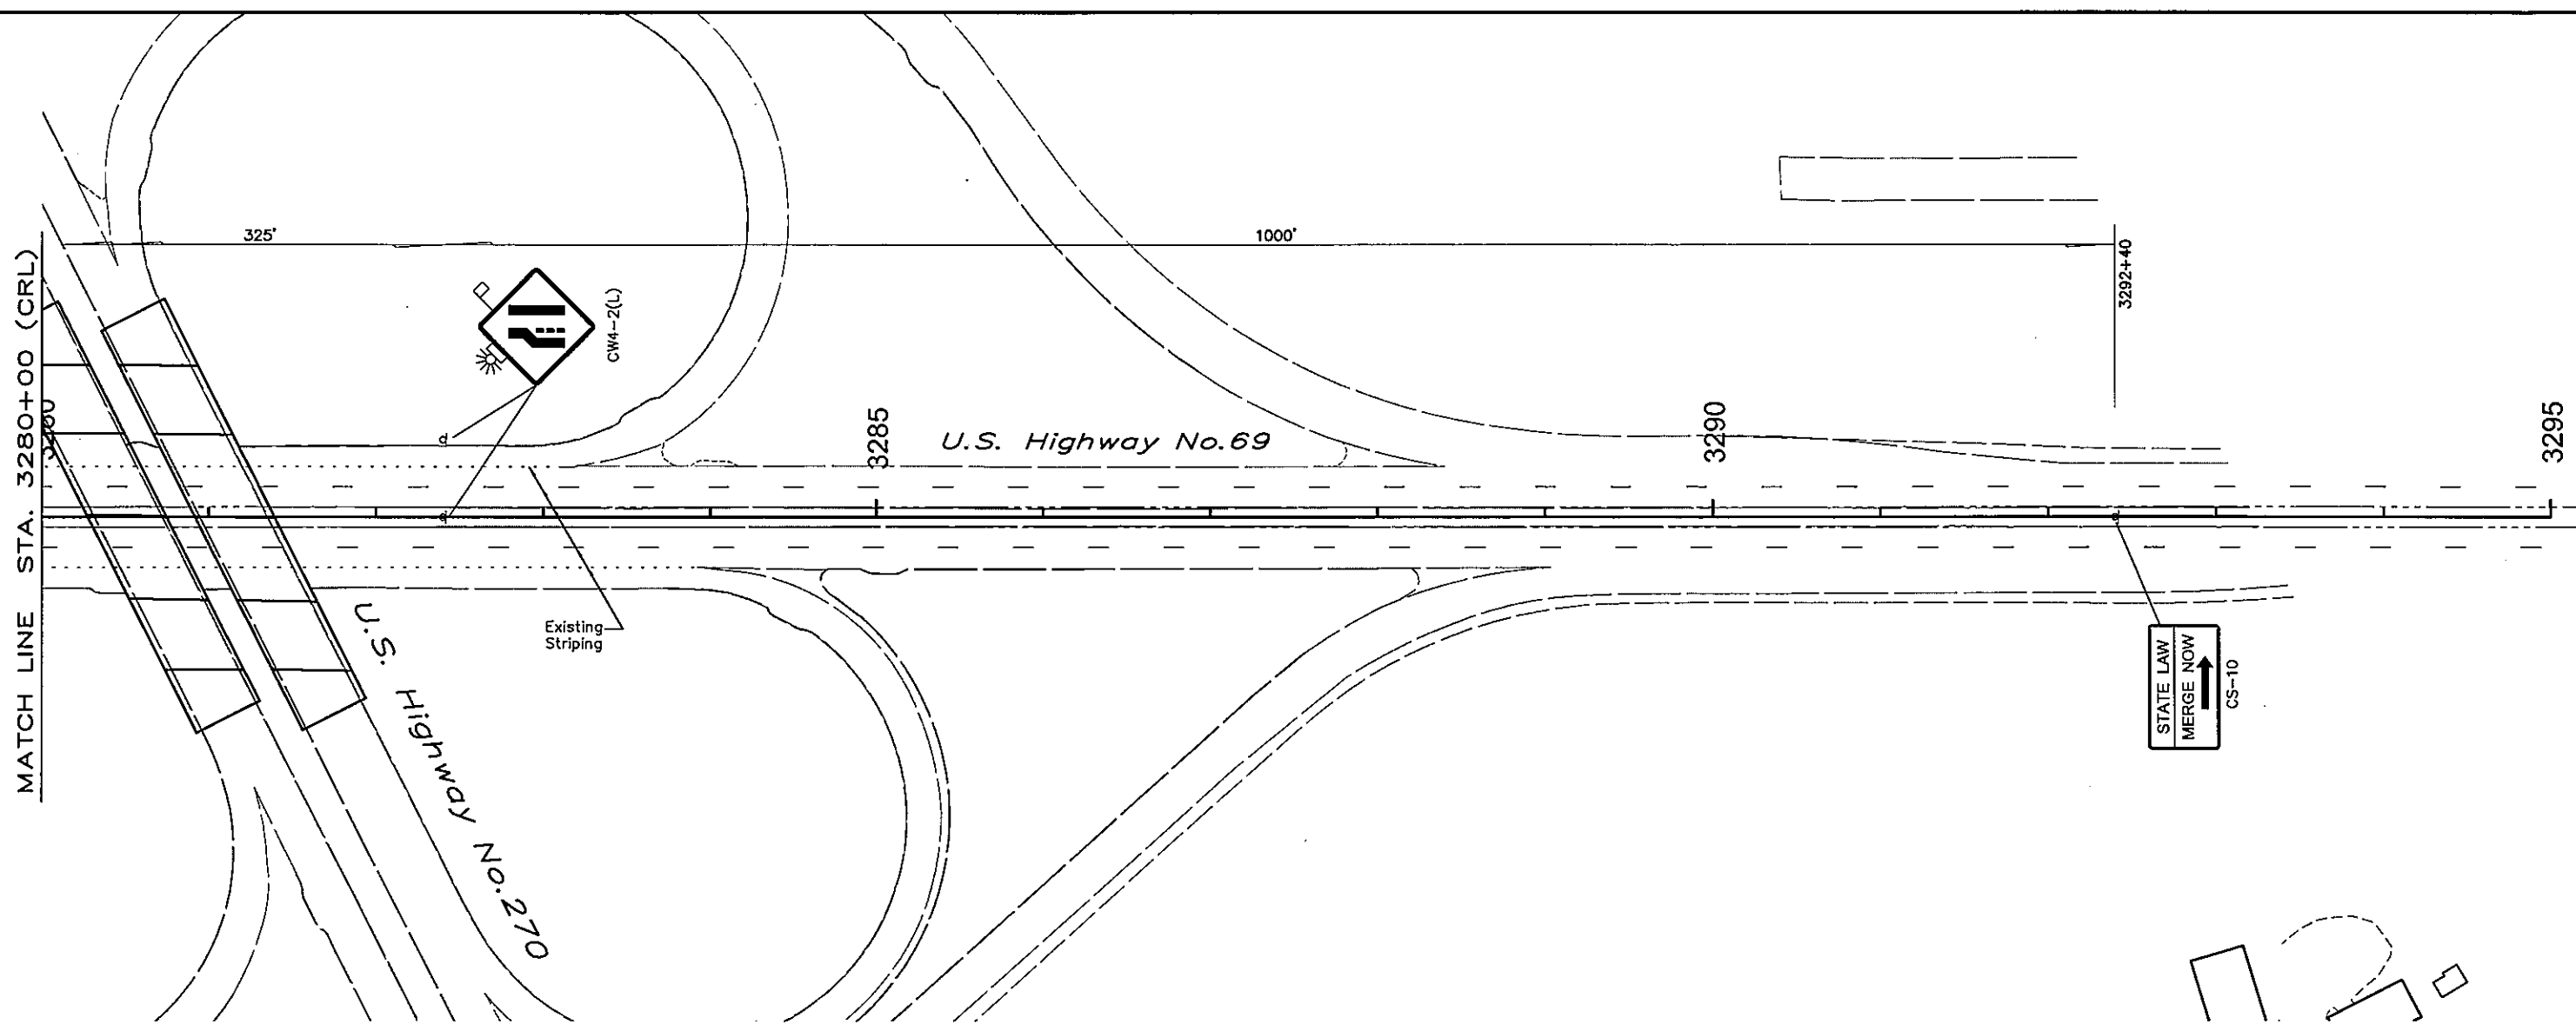 MATCH LINE STA. 3280+00 (CRL)
325'
1000'
3292+40
CW4-2(L)
3285
U.S. Highway No.69
3290
3295
Existing
Striping
U.S. Highway No.270
STATE LAW
MERGE NOW
CS-10